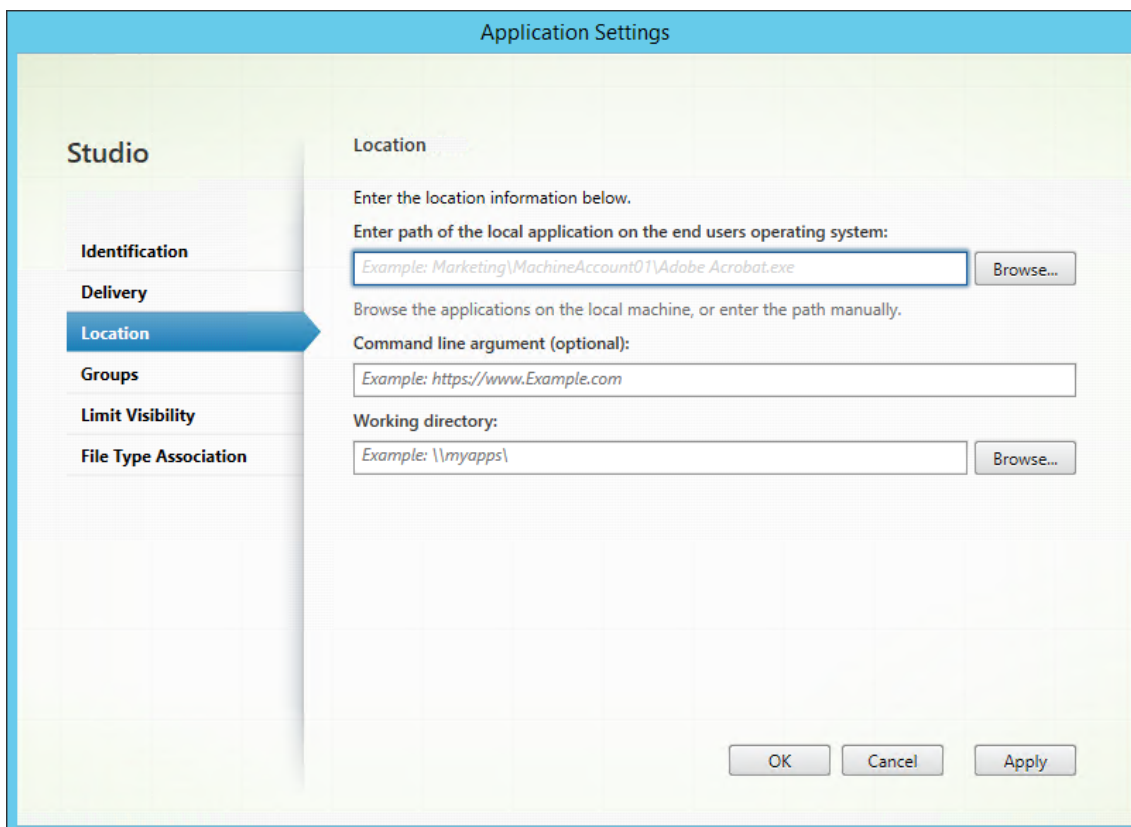 Application Settings
Studio
Identification
Delivery
Location
Groups
Limit Visibility
File Type Association
Location
Enter the location information below.
Enter path of the local application on the end users operating system:
Example: Marketing\MachineAccount01\Adobe Acrobat.exe
Browse...
Browse the applications on the local machine, or enter the path manually.
Command line argument (optional):
Example: https://www.Example.com
Working directory:
Example: \\myapps\
Browse...
OK
Cancel
Apply